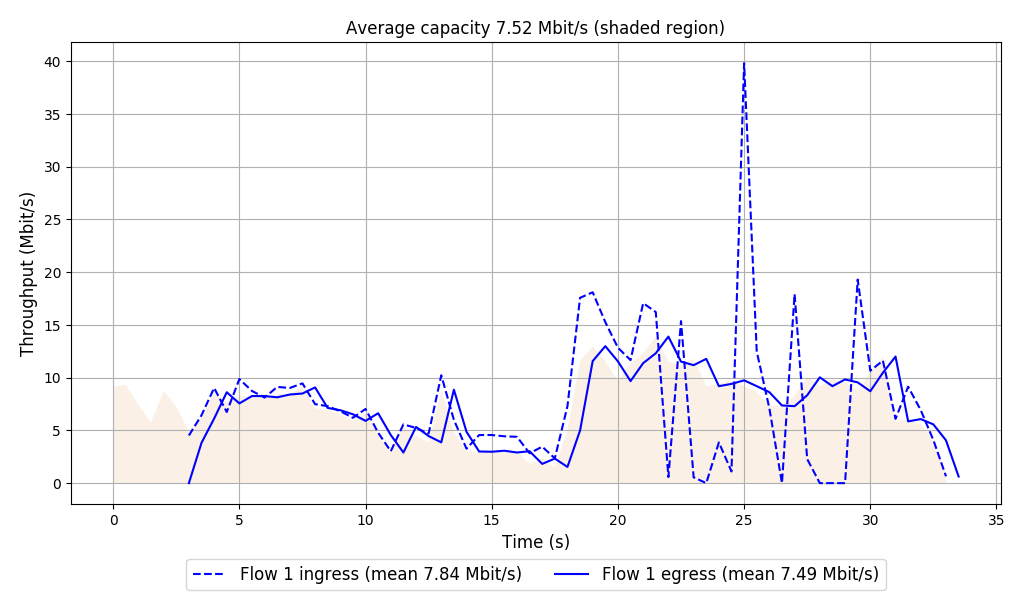 Average capacity 7.52 Mbit/s (shaded region)
Throughput (Mbit/s)
40
35
30
25
20
15
10
5
0
0 5 10 15 20 25 30 35
Time (s)
Flow 1 ingress (mean 7.84 Mbit/s) Flow 1 egress (mean 7.49 Mbit/s)